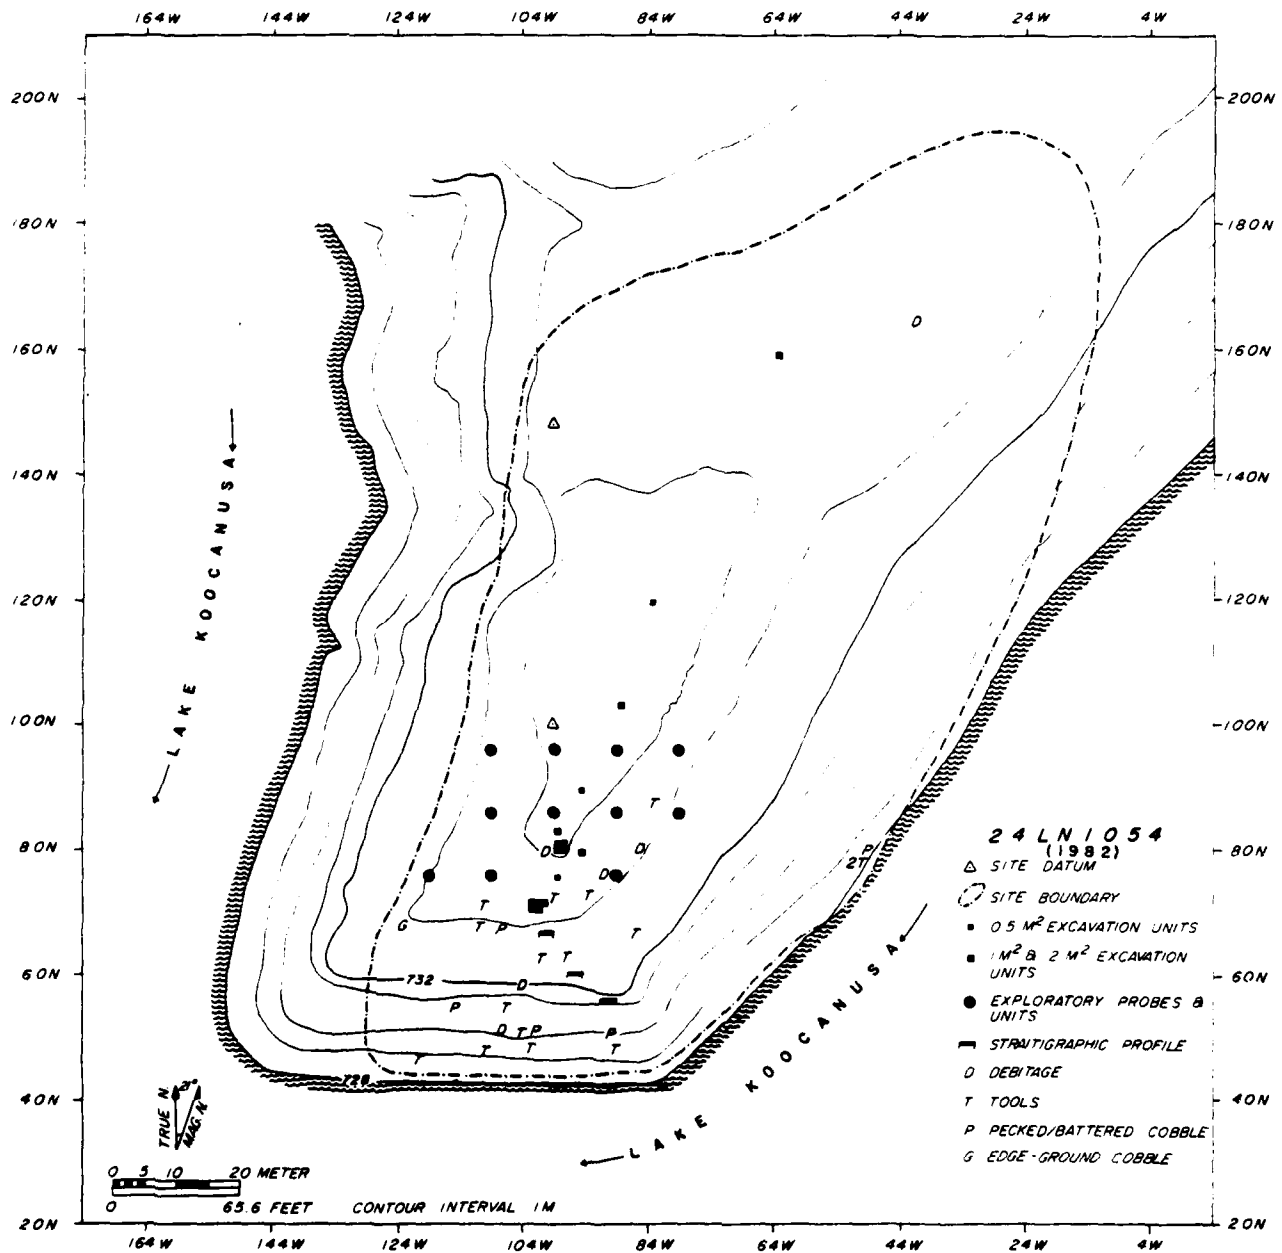 164W 144W 124W 104W 84W 64W 44W 24W 4W
200N 200N
180N 180N
D
160N 160N
140N 140N
LAKE KOOCANUSA
120N 120N
100N 100N
T
24LN1054
(1982)
80N D D P 80N
2T
SITE DATUM
D
T T T SITE BOUNDARY
G T P T 0.5 M² EXCAVATION UNITS
T T 1M² & 2 M² EXCAVATION
UNITS
60N 732 D 60N
P T EXPLORATORY PROBES &
UNITS
D T P P
T T T T STRATIGRAPHIC PROFILE
LAKE KOOCANUSA
D DEBITAGE
728
40N T TOOLS 40N
TRUE N. 21° MAG. N.
P PECKED/BATTERED COBBLE
G EDGE-GROUND COBBLE
0 5 10 20 METER
0 65.6 FEET CONTOUR INTERVAL 1M
20N 20N
164W 144W 124W 104W 84W 64W 44W 24W 4W